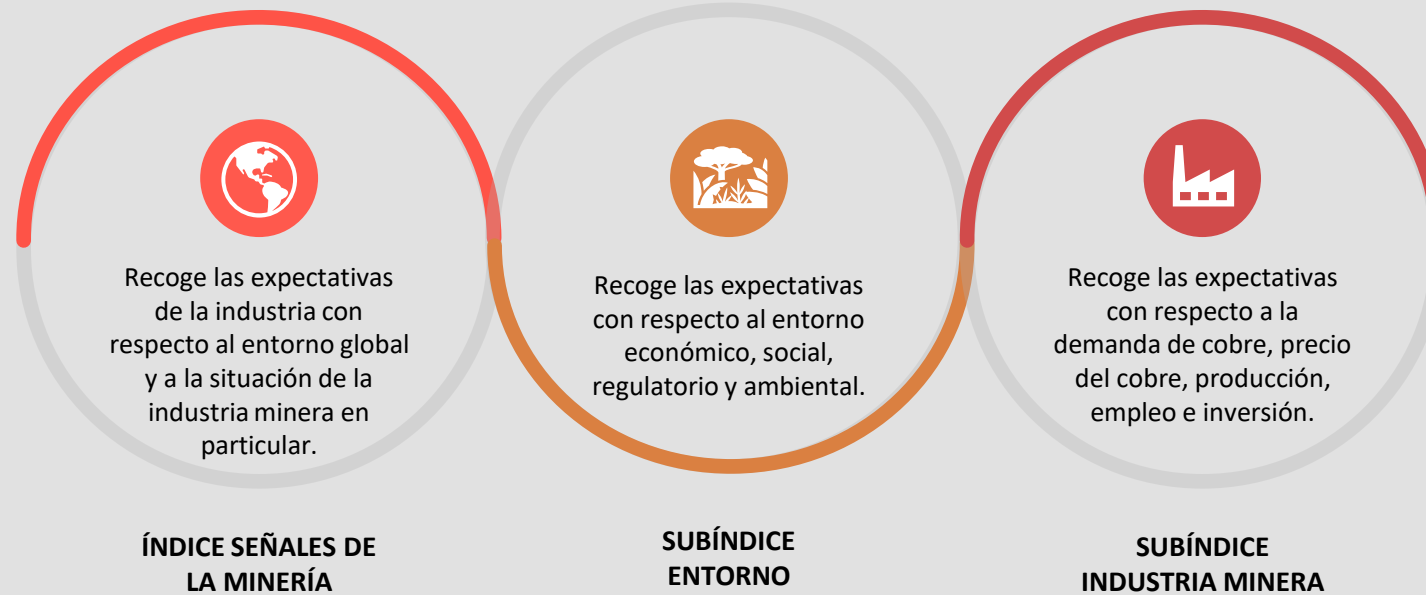 Recoge las expectativas
de la industria con
respecto al entorno global
y a la situación de la
industria minera en
particular.
ÍNDICE SEÑALES DE
LA MINERÍA
Recoge las expectativas
con respecto al entorno
económico, social,
regulatorio y ambiental.
SUBÍNDICE
ENTORNO
Recoge las expectativas
con respecto a la
demanda de cobre, precio
del cobre, producción,
empleo e inversión.
SUBÍNDICE
INDUSTRIA MINERA